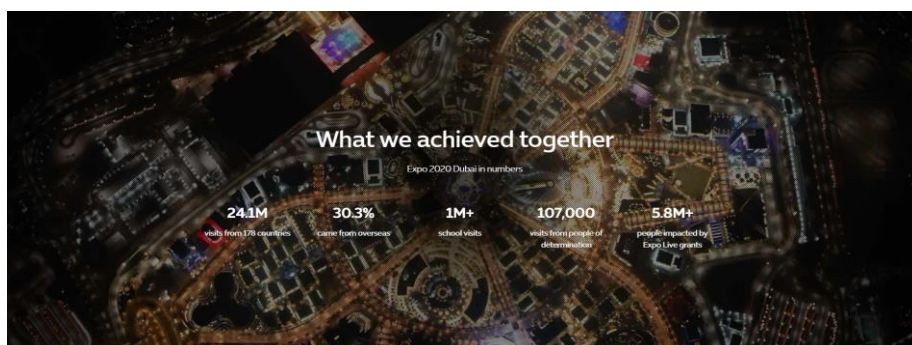 What we achieved together
Expo 2020 Dubai in numbers
24.1M
visits from 178 countries
30.3%
came from overseas
1M+
school visits
107,000
visits from people of
determination
5.8M+
people impacted by
Expo Live grants